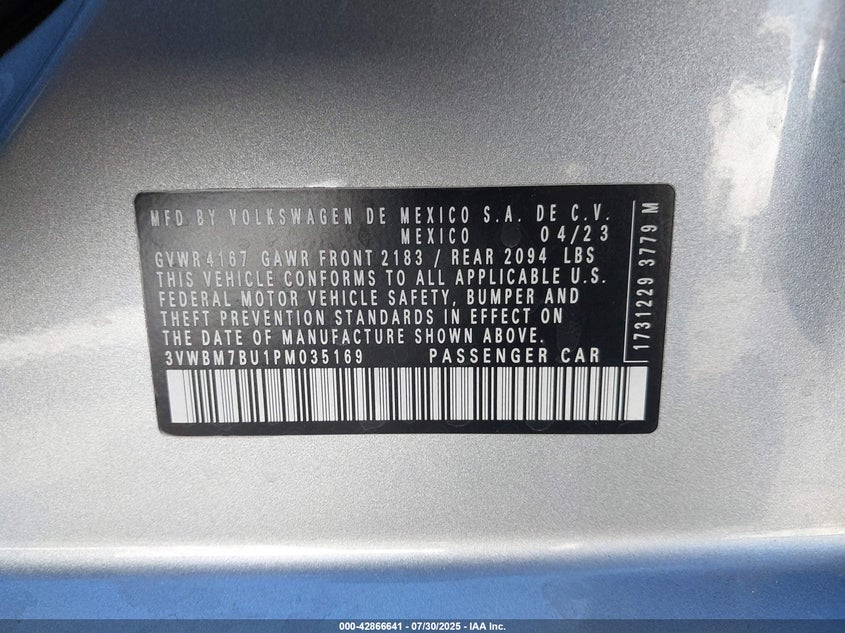 MFD. BY VOLKSWAGEN DE MEXICO S.A. DE C.V.
MEXICO 04/23
GVWR 4167 GAWR FRONT 2183 / REAR 2094 LBS
THIS VEHICLE CONFORMS TO ALL APPLICABLE U.S.
FEDERAL MOTOR VEHICLE SAFETY, BUMPER AND
THEFT PREVENTION STANDARDS IN EFFECT ON
THE DATE OF MANUFACTURE SHOWN ABOVE.
3VWBM7BU1PM035169 PASSENGER CAR
1731229 3779 M
000-42866641 | 07/30/2025 | IAA Inc.